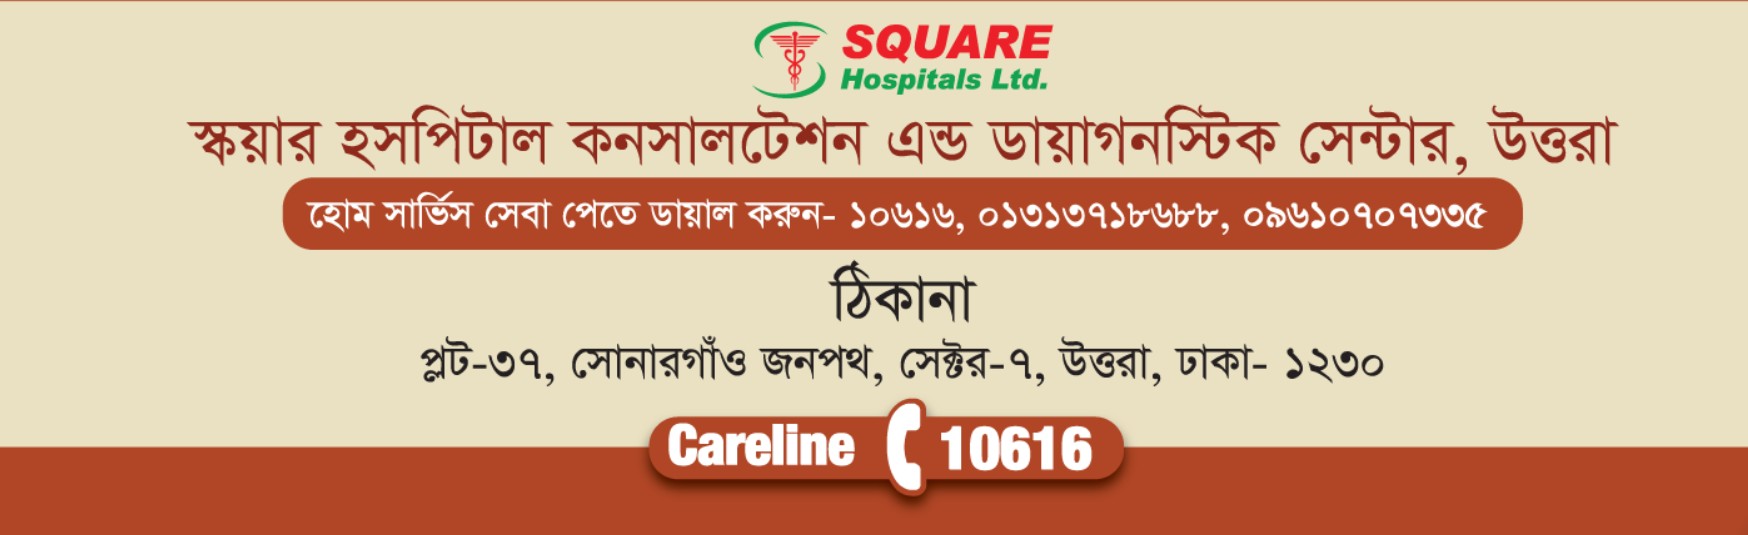 SQUARE
Hospitals Ltd.
স্কয়ার হসপিটাল কনসালটেশন এন্ড ডায়াগনস্টিক সেন্টার, উত্তরা
হোম সার্ভিস সেবা পেতে ডায়াল করুন- ১০৬১৬, ০১৩১৩৭১৮৬৮৮, ০৯৬১০৭০৭৩৩৫
ঠিকানা
প্লট-৩৭, সোনারগাঁও জনপথ, সেক্টর-৭, উত্তরা, ঢাকা- ১২৩০
Careline 10616